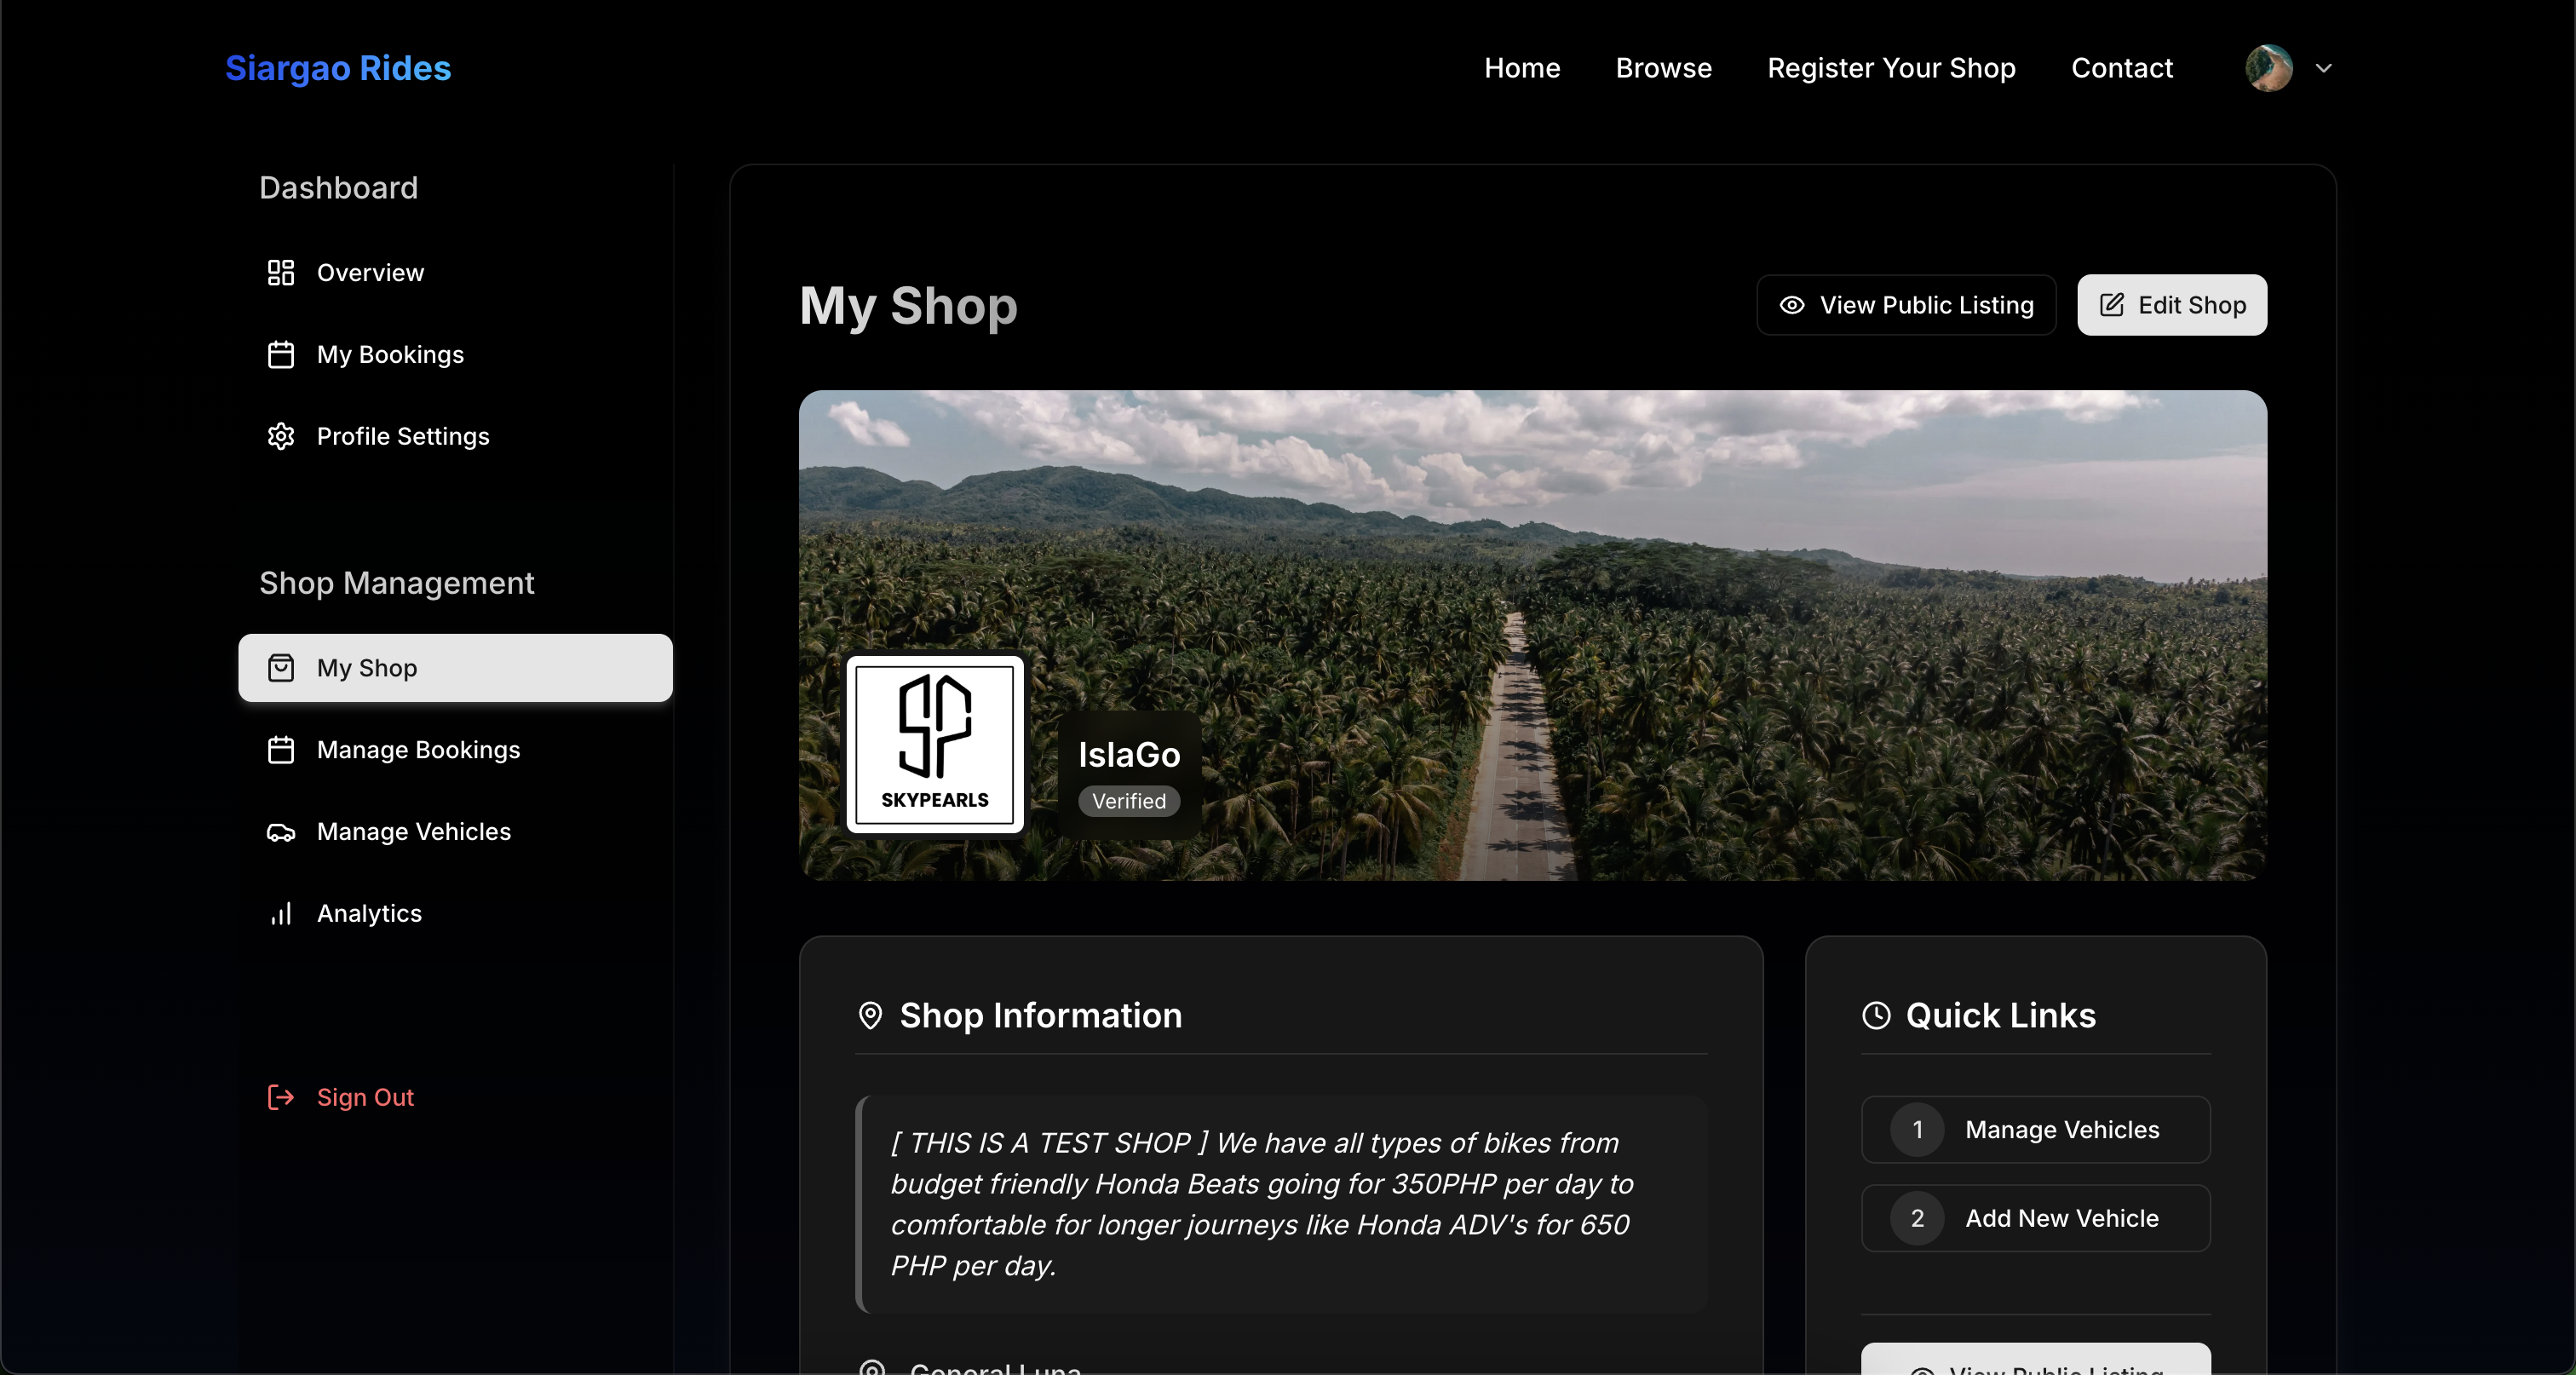 Siargao Rides
Home
Browse
Register Your Shop
Contact
Dashboard
Overview
My Bookings
Profile Settings
Shop Management
My Shop
Manage Bookings
Manage Vehicles
Analytics
Sign Out
My Shop
View Public Listing
Edit Shop
SP
SKYPEARLS
IslaGo
Verified
Shop Information
[ THIS IS A TEST SHOP ] We have all types of bikes from
budget friendly Honda Beats going for 350PHP per day to
comfortable for longer journeys like Honda ADV's for 650
PHP per day.
General Luna
Quick Links
1 Manage Vehicles
2 Add New Vehicle
View Public Listing